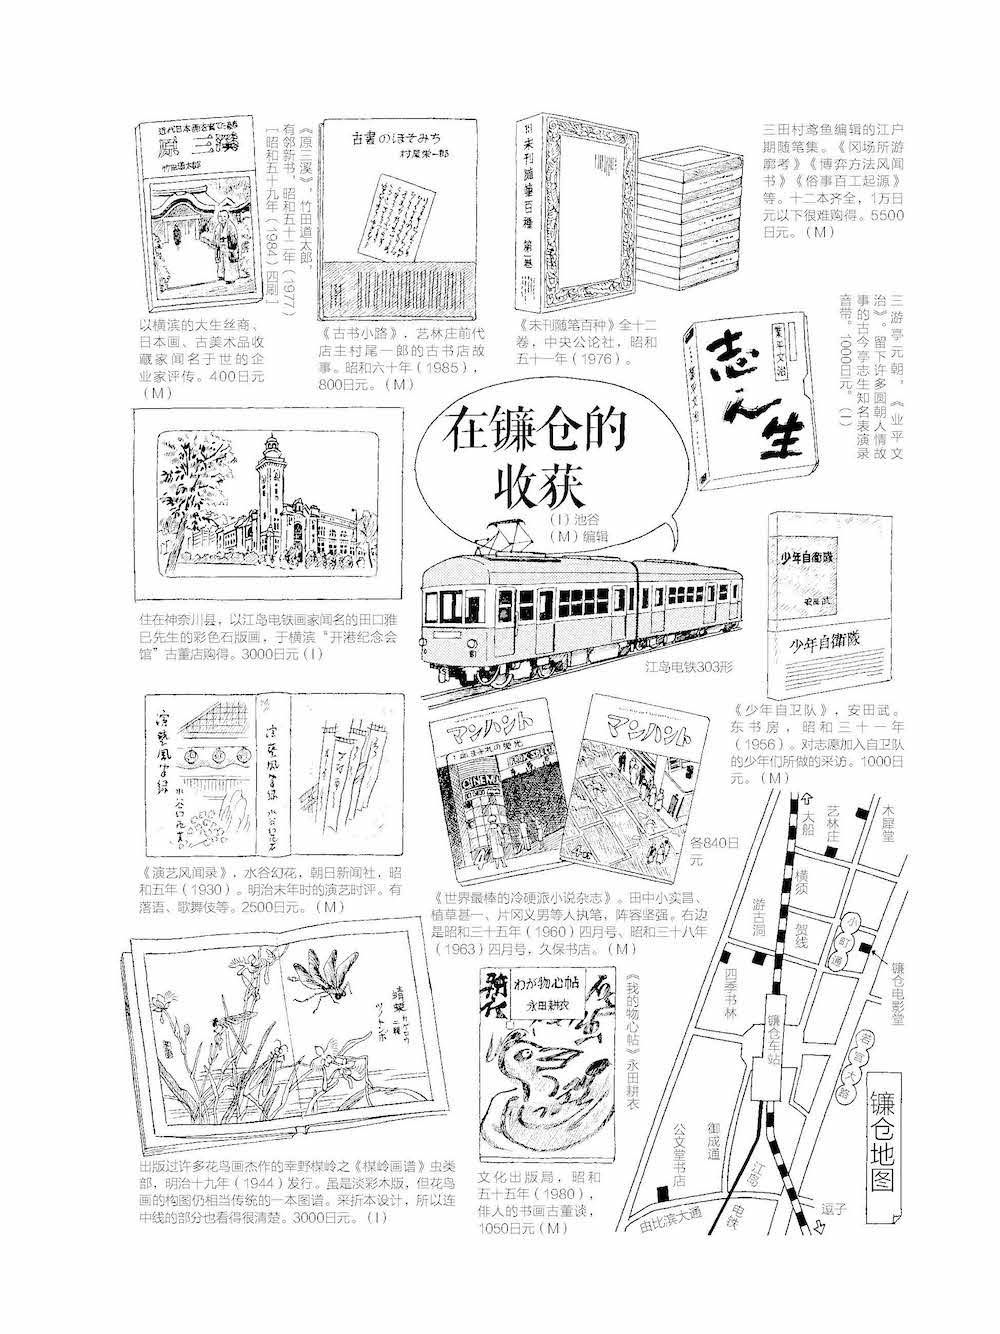 近代日本画を育てた豪商
原三溪
竹田道太郎
《原三溪》，竹田道太郎，
有邻新书，昭和五十二年（1977）
［昭和五十九年（1984）四刷］
以横滨的大生丝商、
日本画、古美术品收
藏家闻名于世的企
业家评传。400日元
（M）
古書のほそみち
村尾栄一郎
《古书小路》，艺林庄前代
店主村尾一郎的古书店故
事。昭和六十年（1985），
800日元。（M）
未刊随筆百種 第一巻
《未刊随笔百种》全十二
卷，中央公论社，昭和
五十一年（1976）。
三田村鸢鱼编辑的江户
期随笔集。《冈场所游
廓考》《博弈方法风闻
书》《俗事百工起源》
等。十二本齐全，1万日
元以下很难购得。5500
日元。（M）
三游亭元朝，《业平文
治》。留下许多圆朝人情故
事的古今亭志生知名表演录
音带。1000日元。（I）
業平文治
志ん生
在镰仓的
收获
（I）池谷
（M）编辑
江岛电铁303形
住在神奈川县，以江岛电铁画家闻名的田口雅
巳先生的彩色石版画，于横滨“开港纪念会
馆”古董店购得。3000日元（I）
少年自衛隊
安田武
少年自衛隊
《少年自卫队》，安田武。
东书房，昭和三十一年
（1956）。对志愿加入自卫队
的少年们所做的采访。1000日
元。（M）
演藝風聞録
水谷幻花
演藝風聞録 水谷幻花
《演艺风闻录》，水谷幻花，朝日新闻社，昭
和五年（1930）。明治末年时的演艺时评。有
落语、歌舞伎等。2500日元。（M）
マンハント
CINEMA
マンハント
各840日
元
《世界最棒的冷硬派小说杂志》。田中小实昌、
植草甚一、片冈义男等人执笔，阵容坚强。右边
是昭和三十五年（1960）四月号、昭和三十八年
（1963）四月号，久保书店。（M）
蜻蛉
出版过许多花鸟画杰作的幸野楳岭之《楳岭画谱》虫类
部，明治十九年（1944）发行。虽是淡彩木版，但花鸟
画的构图仍相当传统的一本图谱。采折本设计，所以连
中线的部分也看得很清楚。3000日元。（I）
わが物心帖
永田耕衣
《我的物心帖》永田耕衣
文化出版局，昭和
五十五年（1980），
俳人的书画古董谈，
1050日元（M）
大船
艺林庄
木犀堂
横须
贺线
游古洞
小町通
四季书林
镰仓电影堂
镰仓车站
若宫大路
镰仓地图
御成通
公文堂书店
江岛
电铁
由比滨大通
逗子